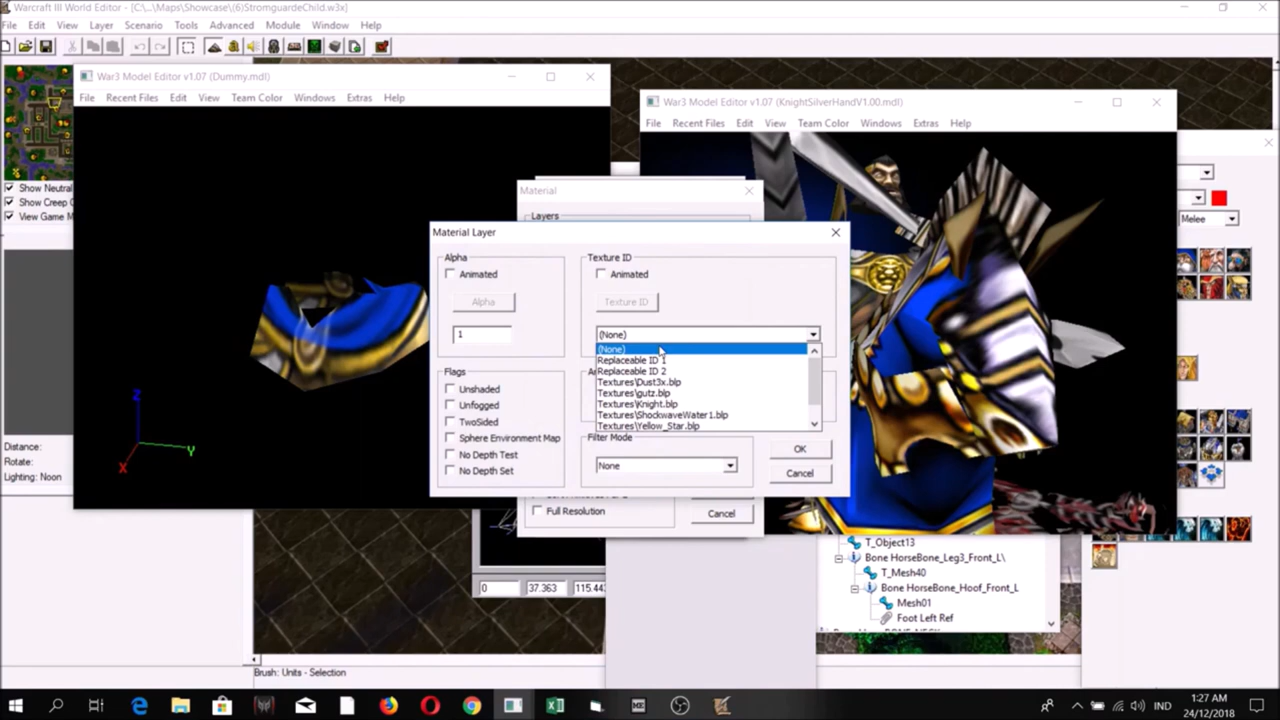 Warcraft III World Editor - [C:\...\Maps\Showcase\(6)StromguardeChild.w3x]
File Edit View Layer Scenario Tools Advanced Module Window Help
War3 Model Editor v1.07 (Dummy.mdl)
File Recent Files Edit View Team Color Windows Extras Help
War3 Model Editor v1.07 (KnightSilverHandV1.00.mdl)
File Recent Files Edit View Team Color Windows Extras Help
Show Neutral
Show Creep C
View Game M
Melee
Material
Layers
Material Layer
Alpha
Animated
Alpha
1
Texture ID
Animated
Texture ID
(None)
(None)
Replaceable ID 1
Replaceable ID 2
Textures\Dust3x.blp
Textures\gutz.blp
Textures\Knight.blp
Textures\ShockwaveWater1.blp
Textures\Yellow_Star.blp
Flags
Unshaded
Unfogged
TwoSided
Sphere Environment Map
No Depth Test
No Depth Set
Filter Mode
None
OK
Cancel
Full Resolution
Cancel
Z
Y
X
Distance:
Rotate:
Lighting: Noon
0 37.363 115.443
T_Object13
Bone HorseBone_Leg3_Front_L\
T_Mesh40
Bone HorseBone_Hoof_Front_L
Mesh01
Foot Left Ref
Brush: Units - Selection
IND
1:27 AM
24/12/2018